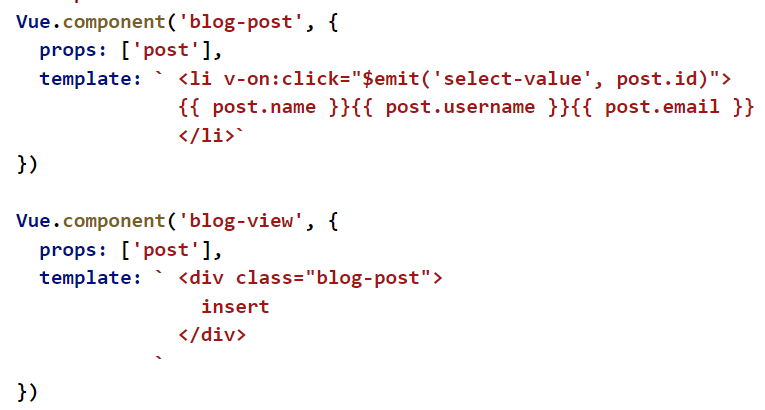 Vue.component('blog-post', {
  props: ['post'],
  template: ` <li v-on:click="$emit('select-value', post.id)">
              {{ post.name }}{{ post.username }}{{ post.email }}
              </li>`
})

Vue.component('blog-view', {
  props: ['post'],
  template: ` <div class="blog-post">
                insert
              </div>
            `
})